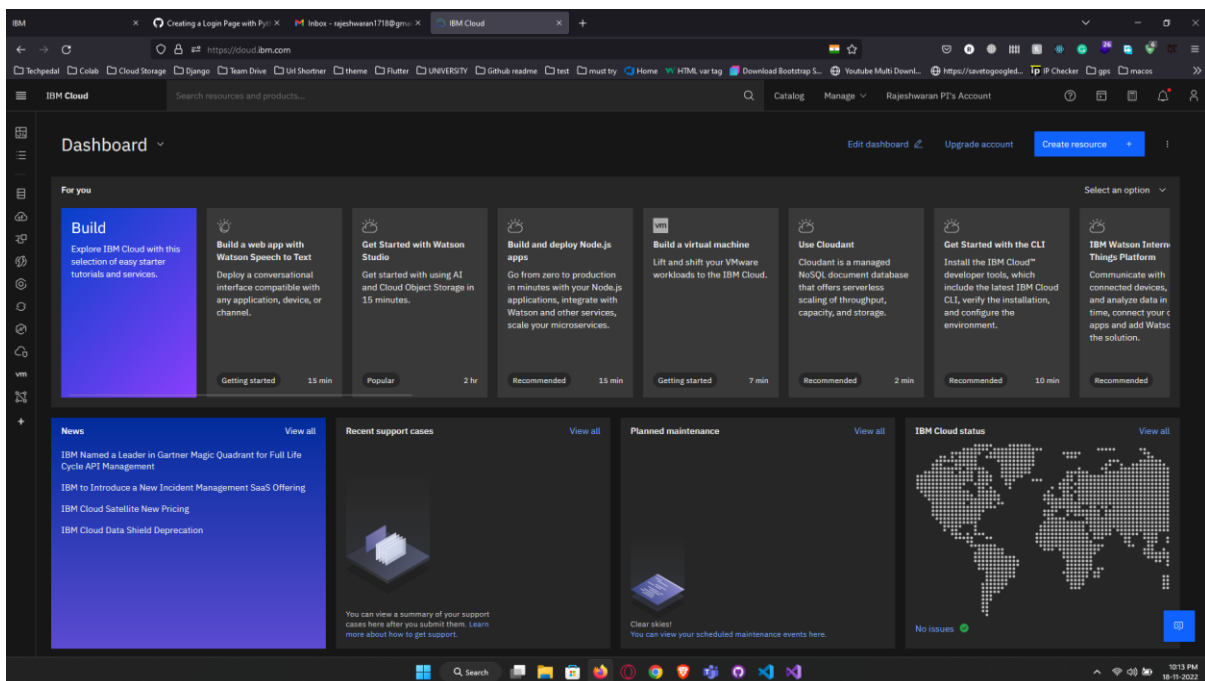 IBM
Creating a Login Page with Pyt
Inbox - rajeshwaran1718@gma
IBM Cloud
https://cloud.ibm.com
Techpedal
Colab
Cloud Storage
Django
Team Drive
Url Shortner
theme
Flutter
UNIVERSITY
Github readme
test
must try
Home
HTML var tag
Download Bootstrap S...
Youtube Multi Downl...
https://savetogoogled...
IP Checker
gps
macos
IBM Cloud
Search resources and products...
Catalog
Manage
Rajeshwaran PI's Account
Dashboard
Edit dashboard
Upgrade account
Create resource +
For you
Select an option
Build
Explore IBM Cloud with this
selection of easy starter
tutorials and services.
Build a web app with
Watson Speech to Text
Deploy a conversational
interface compatible with
any application, device, or
channel.
Getting started 15 min
Get Started with Watson
Studio
Get started with using AI
and Cloud Object Storage in
15 minutes.
Popular 2 hr
Build and deploy Node.js
apps
Go from zero to production
in minutes with your Node.js
applications, integrate with
Watson and other services,
scale your microservices.
Recommended 15 min
vm
Build a virtual machine
Lift and shift your VMware
workloads to the IBM Cloud.
Getting started 7 min
Use Cloudant
Cloudant is a managed
NoSQL document database
that offers serverless
scaling of throughput,
capacity, and storage.
Recommended 2 min
Get Started with the CLI
Install the IBM Cloud™
developer tools, which
include the latest IBM Cloud
CLI, verify the installation,
and configure the
environment.
Recommended 10 min
IBM Watson Intern
Things Platform
Communicate with
connected devices,
and analyze data in
time, connect your
apps and add Watso
the solution.
Recommended
vm
News View all
IBM Named a Leader in Gartner Magic Quadrant for Full Life
Cycle API Management
IBM to Introduce a New Incident Management SaaS Offering
IBM Cloud Satellite New Pricing
IBM Cloud Data Shield Deprecation
Recent support cases View all
You can view a summary of your support
cases here after you submit them. Learn
more about how to get support.
Planned maintenance View all
Clear skies!
You can view your scheduled maintenance events here.
IBM Cloud status View all
No issues
Search
10:13 PM
18-11-2022